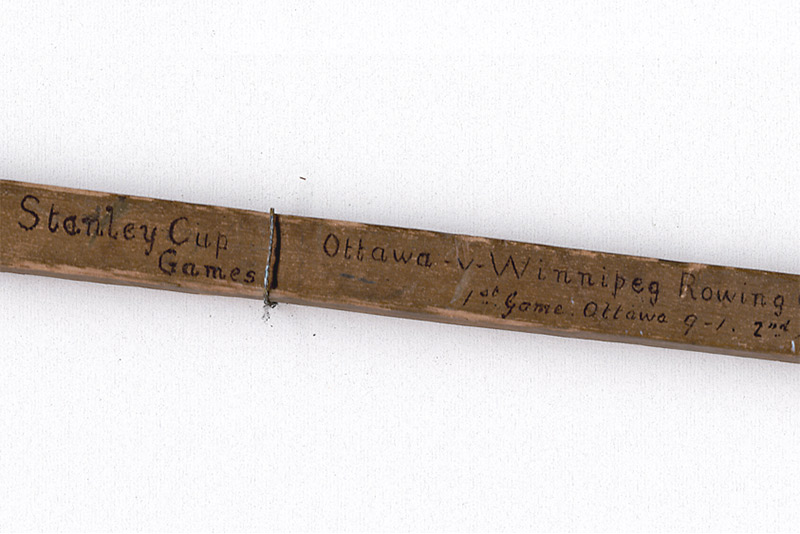 Stanley Cup
Games
Ottawa -v- Winnipeg Rowing
1st Game. Ottawa 9-1. 2nd